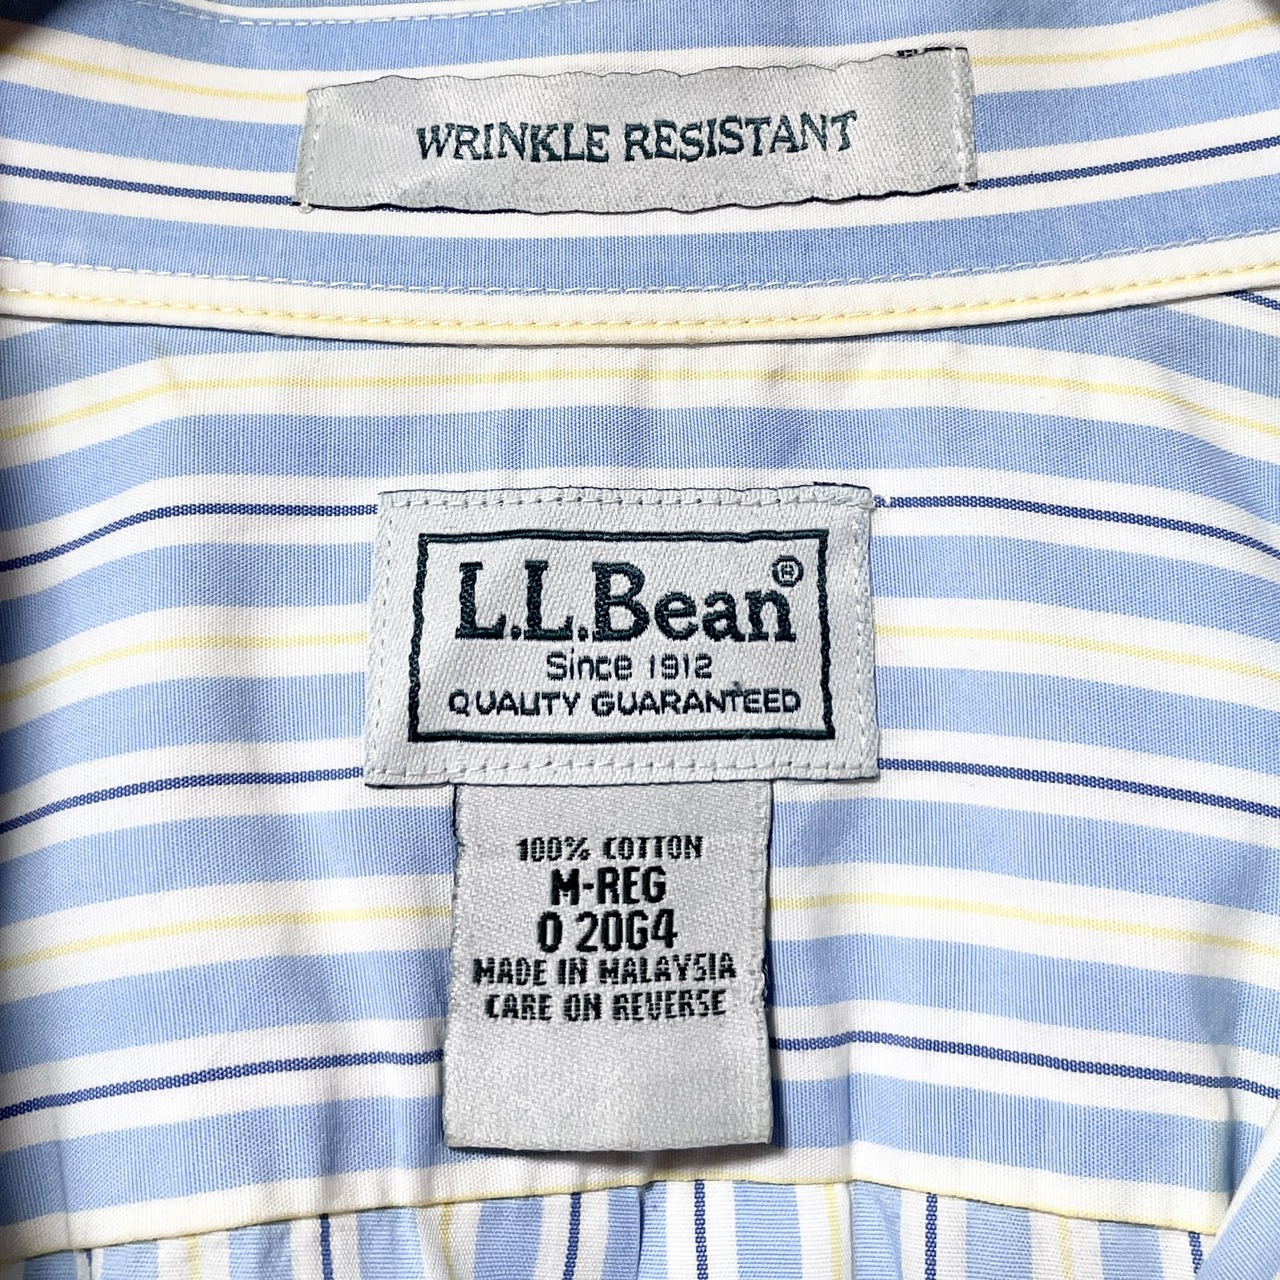 WRINKLE RESISTANT
L.L.Bean®
Since 1912
QUALITY GUARANTEED
100% COTTON
M-REG
0 20G4
MADE IN MALAYSIA
CARE ON REVERSE